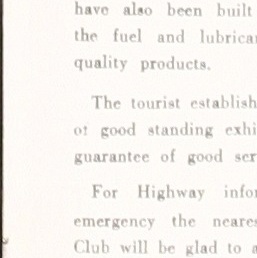 have also been built
the fuel and lubrica
quality products.
The tourist establish
of good standing exhi
guarantee of good ser
For Highway infor
emergency the neares
Club will be glad to a